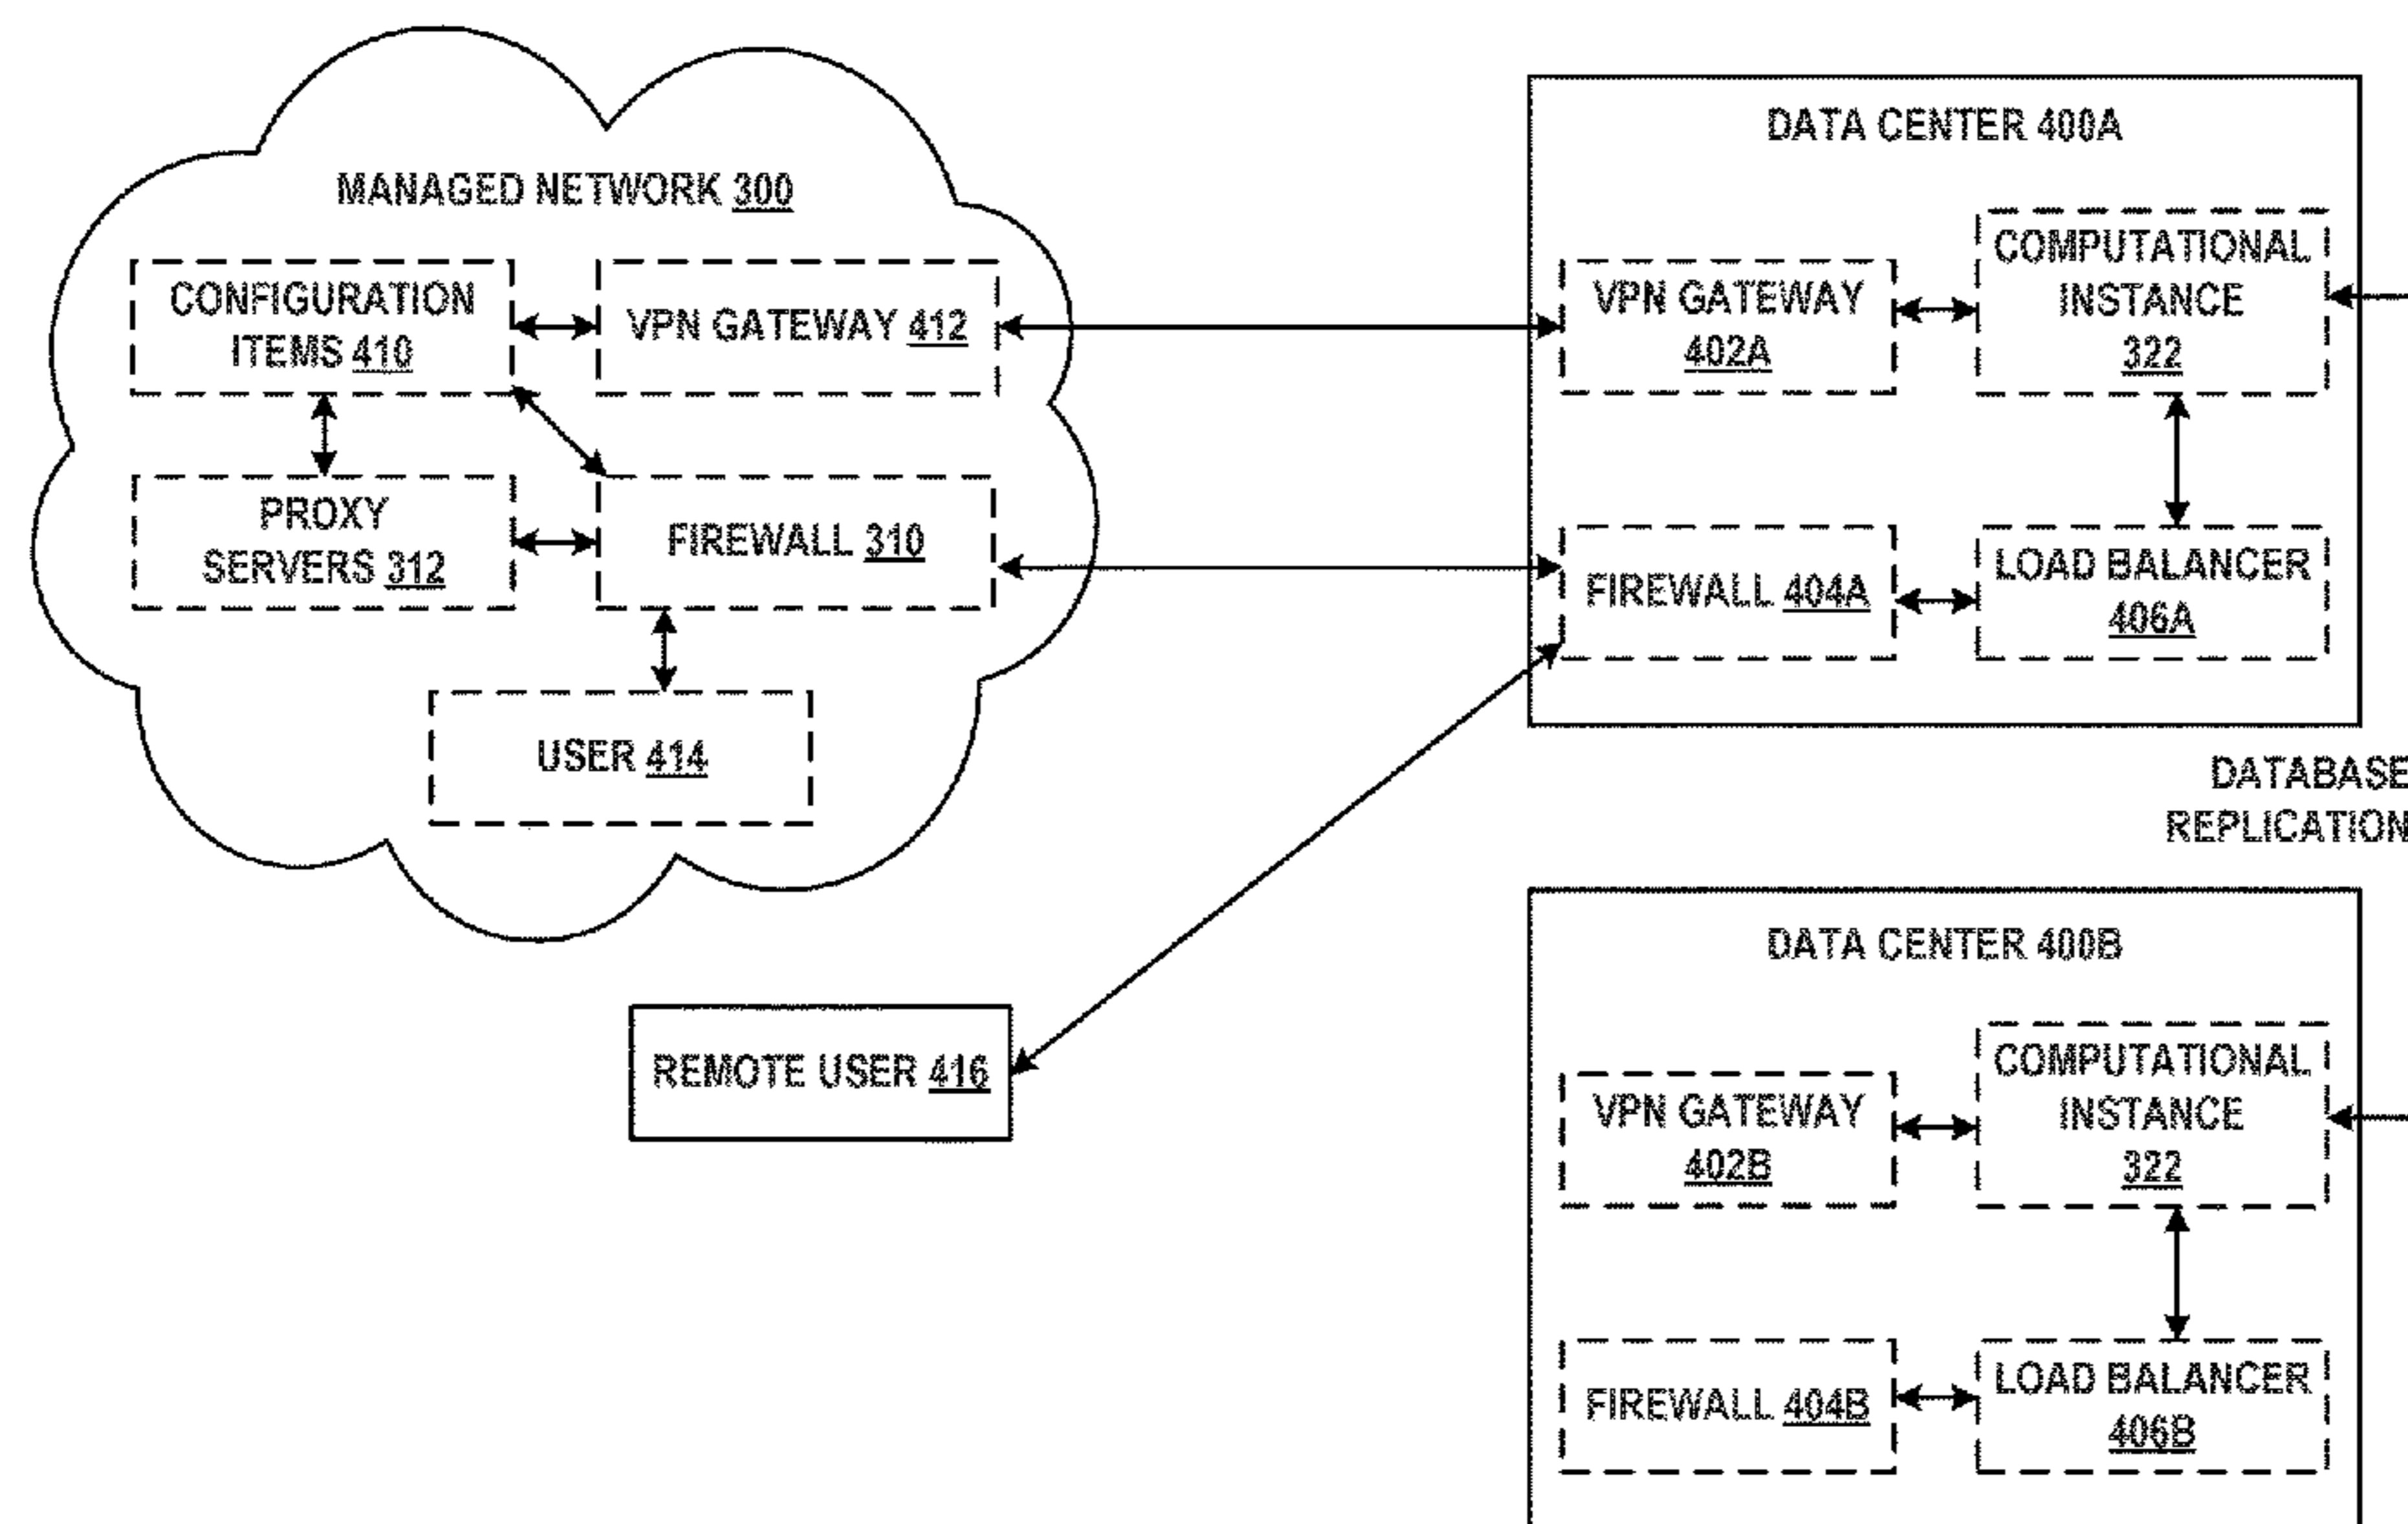 MANAGED NETWORK 300
CONFIGURATION
ITEMS 410
VPN GATEWAY 412
PROXY
SERVERS 312
FIREWALL 310
USER 414
REMOTE USER 416
DATA CENTER 400A
VPN GATEWAY
402A
COMPUTATIONAL
INSTANCE
322
FIREWALL 404A
LOAD BALANCER
406A
DATABASE
REPLICATION
DATA CENTER 400B
VPN GATEWAY
402B
COMPUTATIONAL
INSTANCE
322
FIREWALL 404B
LOAD BALANCER
406B